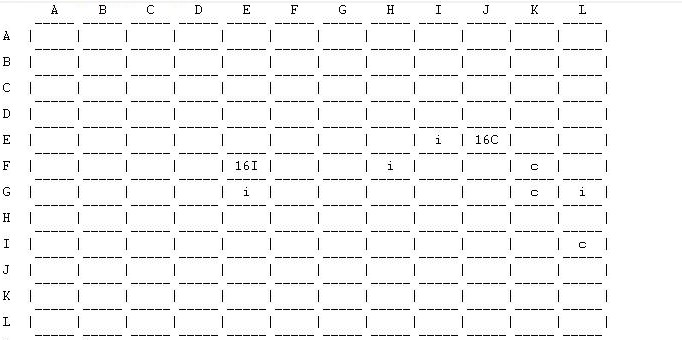 A B C D E F G H I J K L
A
B
C
D
E i 16C
F 16I i c
G i c i
H
I c
J
K
L